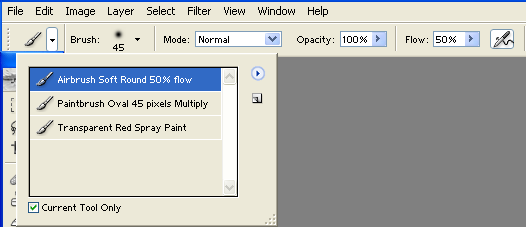 File Edit Image Layer Select Filter View Window Help
Brush: 45 Mode: Normal Opacity: 100% Flow: 50%
Airbrush Soft Round 50% flow
Paintbrush Oval 45 pixels Multiply
Transparent Red Spray Paint
Current Tool Only